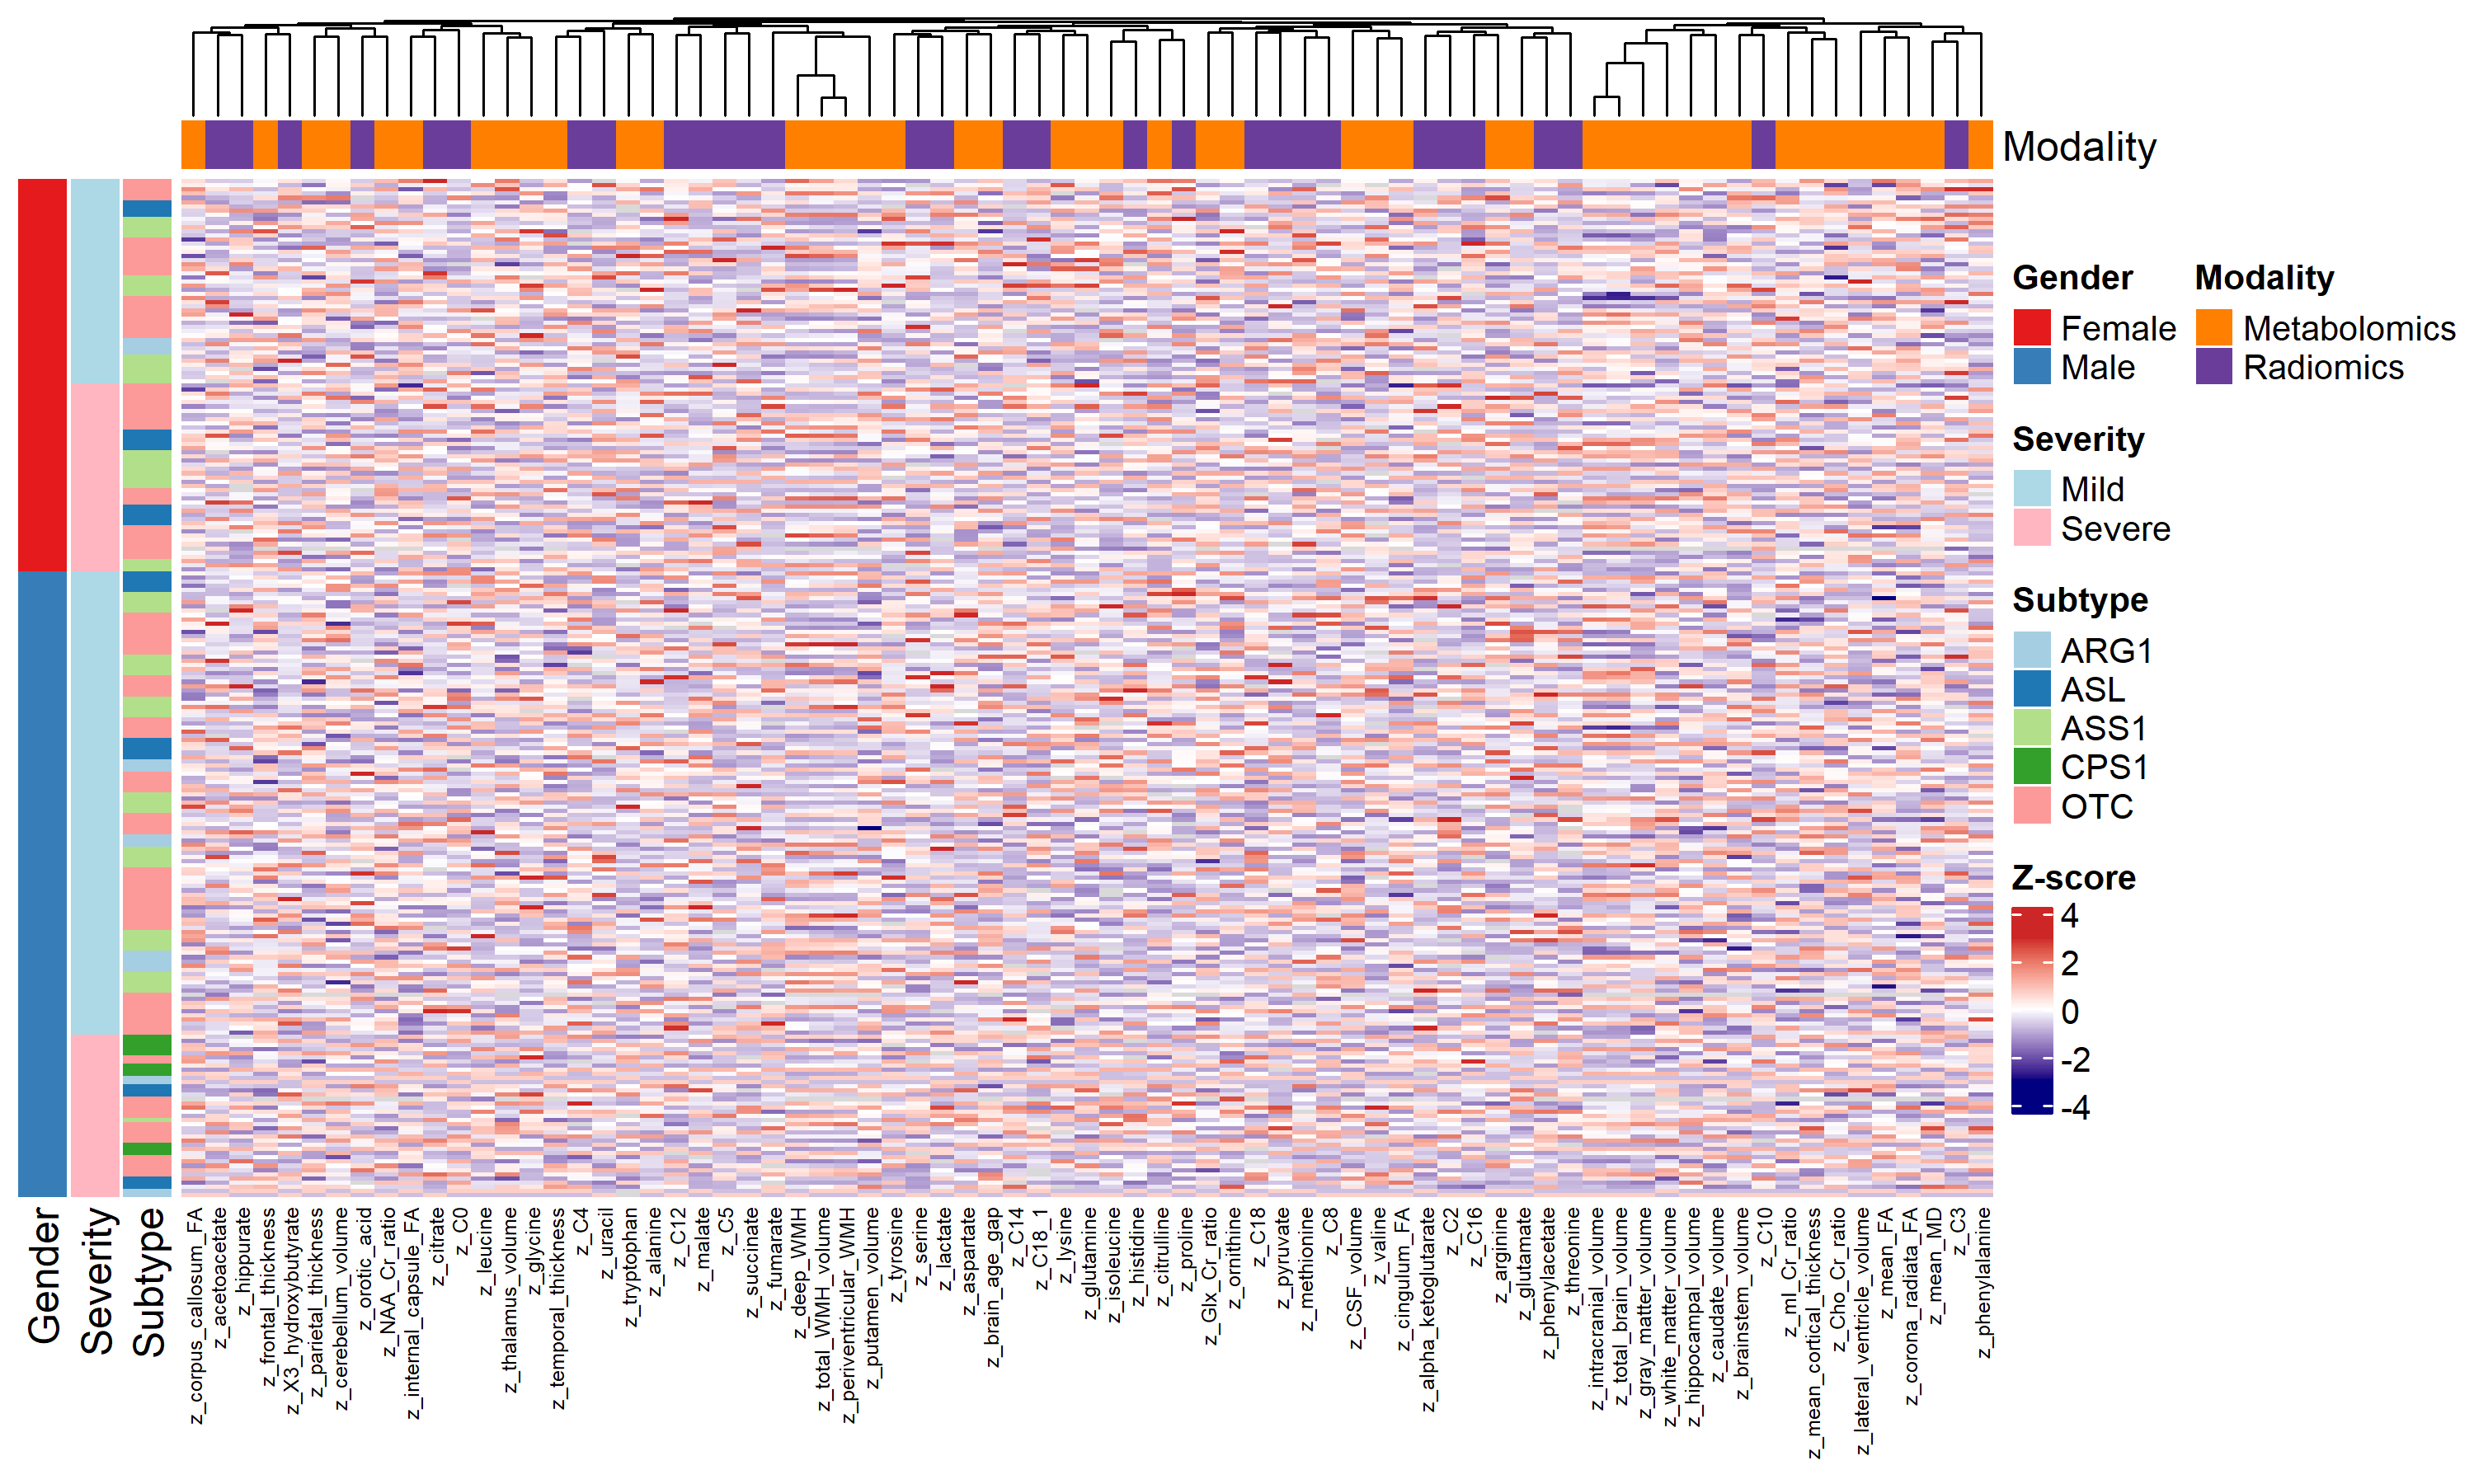 Modality
Gender
Female
Male
Modality
Metabolomics
Radiomics
Severity
Mild
Severe
Subtype
ARG1
ASL
ASS1
CPS1
OTC
Z-score
4
2
0
-2
-4
Gender
Severity
Subtype
z_corpus_callosum_FA
z_acetoacetate
z_hippurate
z_frontal_thickness
z_X3_hydroxybutyrate
z_parietal_thickness
z_cerebellum_volume
z_orotic_acid
z_NAA_Cr_ratio
z_internal_capsule_FA
z_citrate
z_C0
z_leucine
z_thalamus_volume
z_glycine
z_temporal_thickness
z_C4
z_uracil
z_tryptophan
z_alanine
z_C12
z_malate
z_C5
z_succinate
z_fumarate
z_deep_WMH
z_total_WMH_volume
z_periventricular_WMH
z_putamen_volume
z_tyrosine
z_serine
z_lactate
z_aspartate
z_brain_age_gap
z_C14
z_C18_1
z_lysine
z_glutamine
z_isoleucine
z_histidine
z_citrulline
z_proline
z_Glx_Cr_ratio
z_ornithine
z_C18
z_pyruvate
z_methionine
z_C8
z_CSF_volume
z_valine
z_cingulum_FA
z_alpha_ketoglutarate
z_C2
z_C16
z_arginine
z_glutamate
z_phenylacetate
z_threonine
z_intracranial_volume
z_total_brain_volume
z_gray_matter_volume
z_white_matter_volume
z_hippocampal_volume
z_caudate_volume
z_brainstem_volume
z_C10
z_mI_Cr_ratio
z_mean_cortical_thickness
z_Cho_Cr_ratio
z_lateral_ventricle_volume
z_mean_FA
z_corona_radiata_FA
z_mean_MD
z_C3
z_phenylalanine